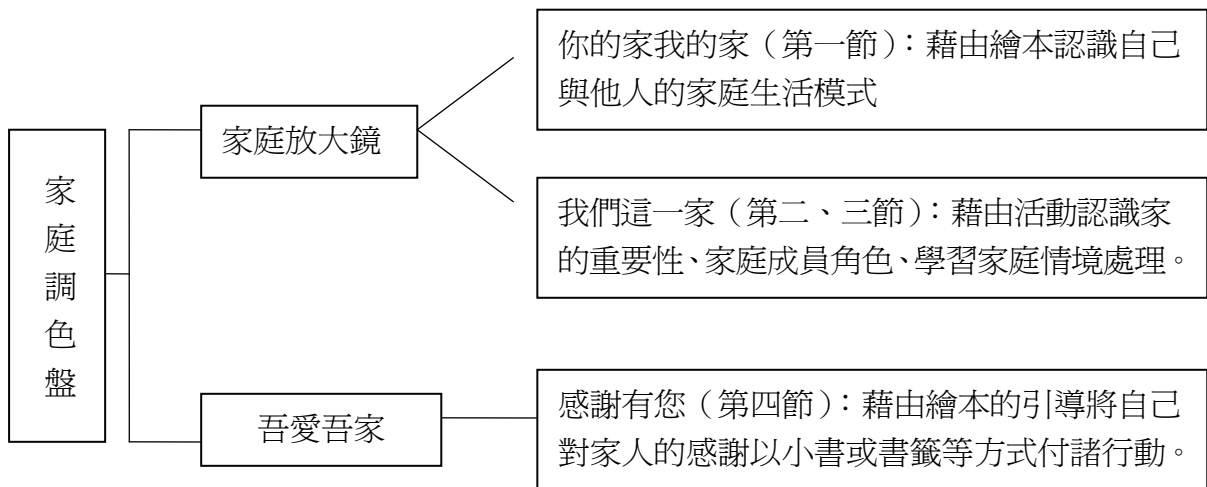 家庭調色盤
家庭放大鏡
你的家我的家（第一節）：藉由繪本認識自己
與他人的家庭生活模式
我們這一家（第二、三節）：藉由活動認識家
的重要性、家庭成員角色、學習家庭情境處理。
吾愛吾家
感謝有您（第四節）：藉由繪本的引導將自己
對家人的感謝以小書或書籤等方式付諸行動。